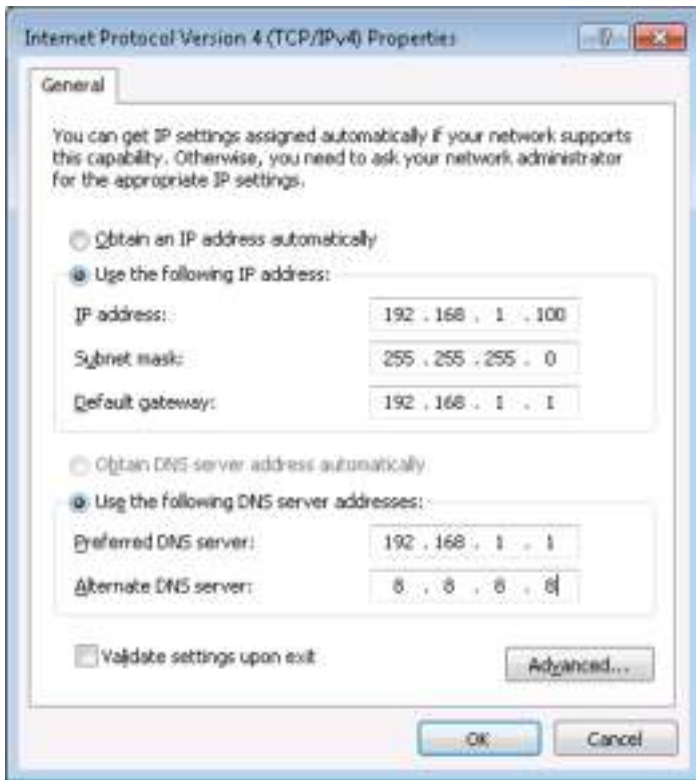 Internet Protocol Version 4 (TCP/IPv4) Properties
General
You can get IP settings assigned automatically if your network supports
this capability. Otherwise, you need to ask your network administrator
for the appropriate IP settings.
Obtain an IP address automatically
Use the following IP address:
IP address: 192 . 168 . 1 . 100
Subnet mask: 255 . 255 . 255 . 0
Default gateway: 192 . 168 . 1 . 1
Obtain DNS server address automatically
Use the following DNS server addresses:
Preferred DNS server: 192 . 168 . 1 . 1
Alternate DNS server: 8 . 8 . 8 . 8
Validate settings upon exit
Advanced...
OK Cancel